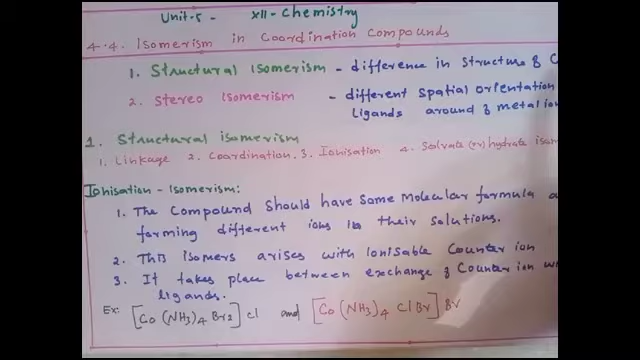 Unit-5 - XII - Chemistry
4.4. Isomerism in Coordination Compounds
1. Structural Isomerism - difference in structure of C
2. Stereo Isomerism - different spatial orientation
ligands around of metal ion
1. Structural isomerism
1. Linkage 2. Coordination. 3. Ionisation 4. Solvate (or) hydrate isom
Ionisation - Isomerism:
1. The Compound should have Same Molecular formula a
forming different ions in their solutions.
2. This isomers arises with Ionisable Counter ion
3. It takes place between exchange of Counter ion w
ligands.
Ex: [Co(NH3)4 Br2] Cl and [Co(NH3)4 Cl Br] Br